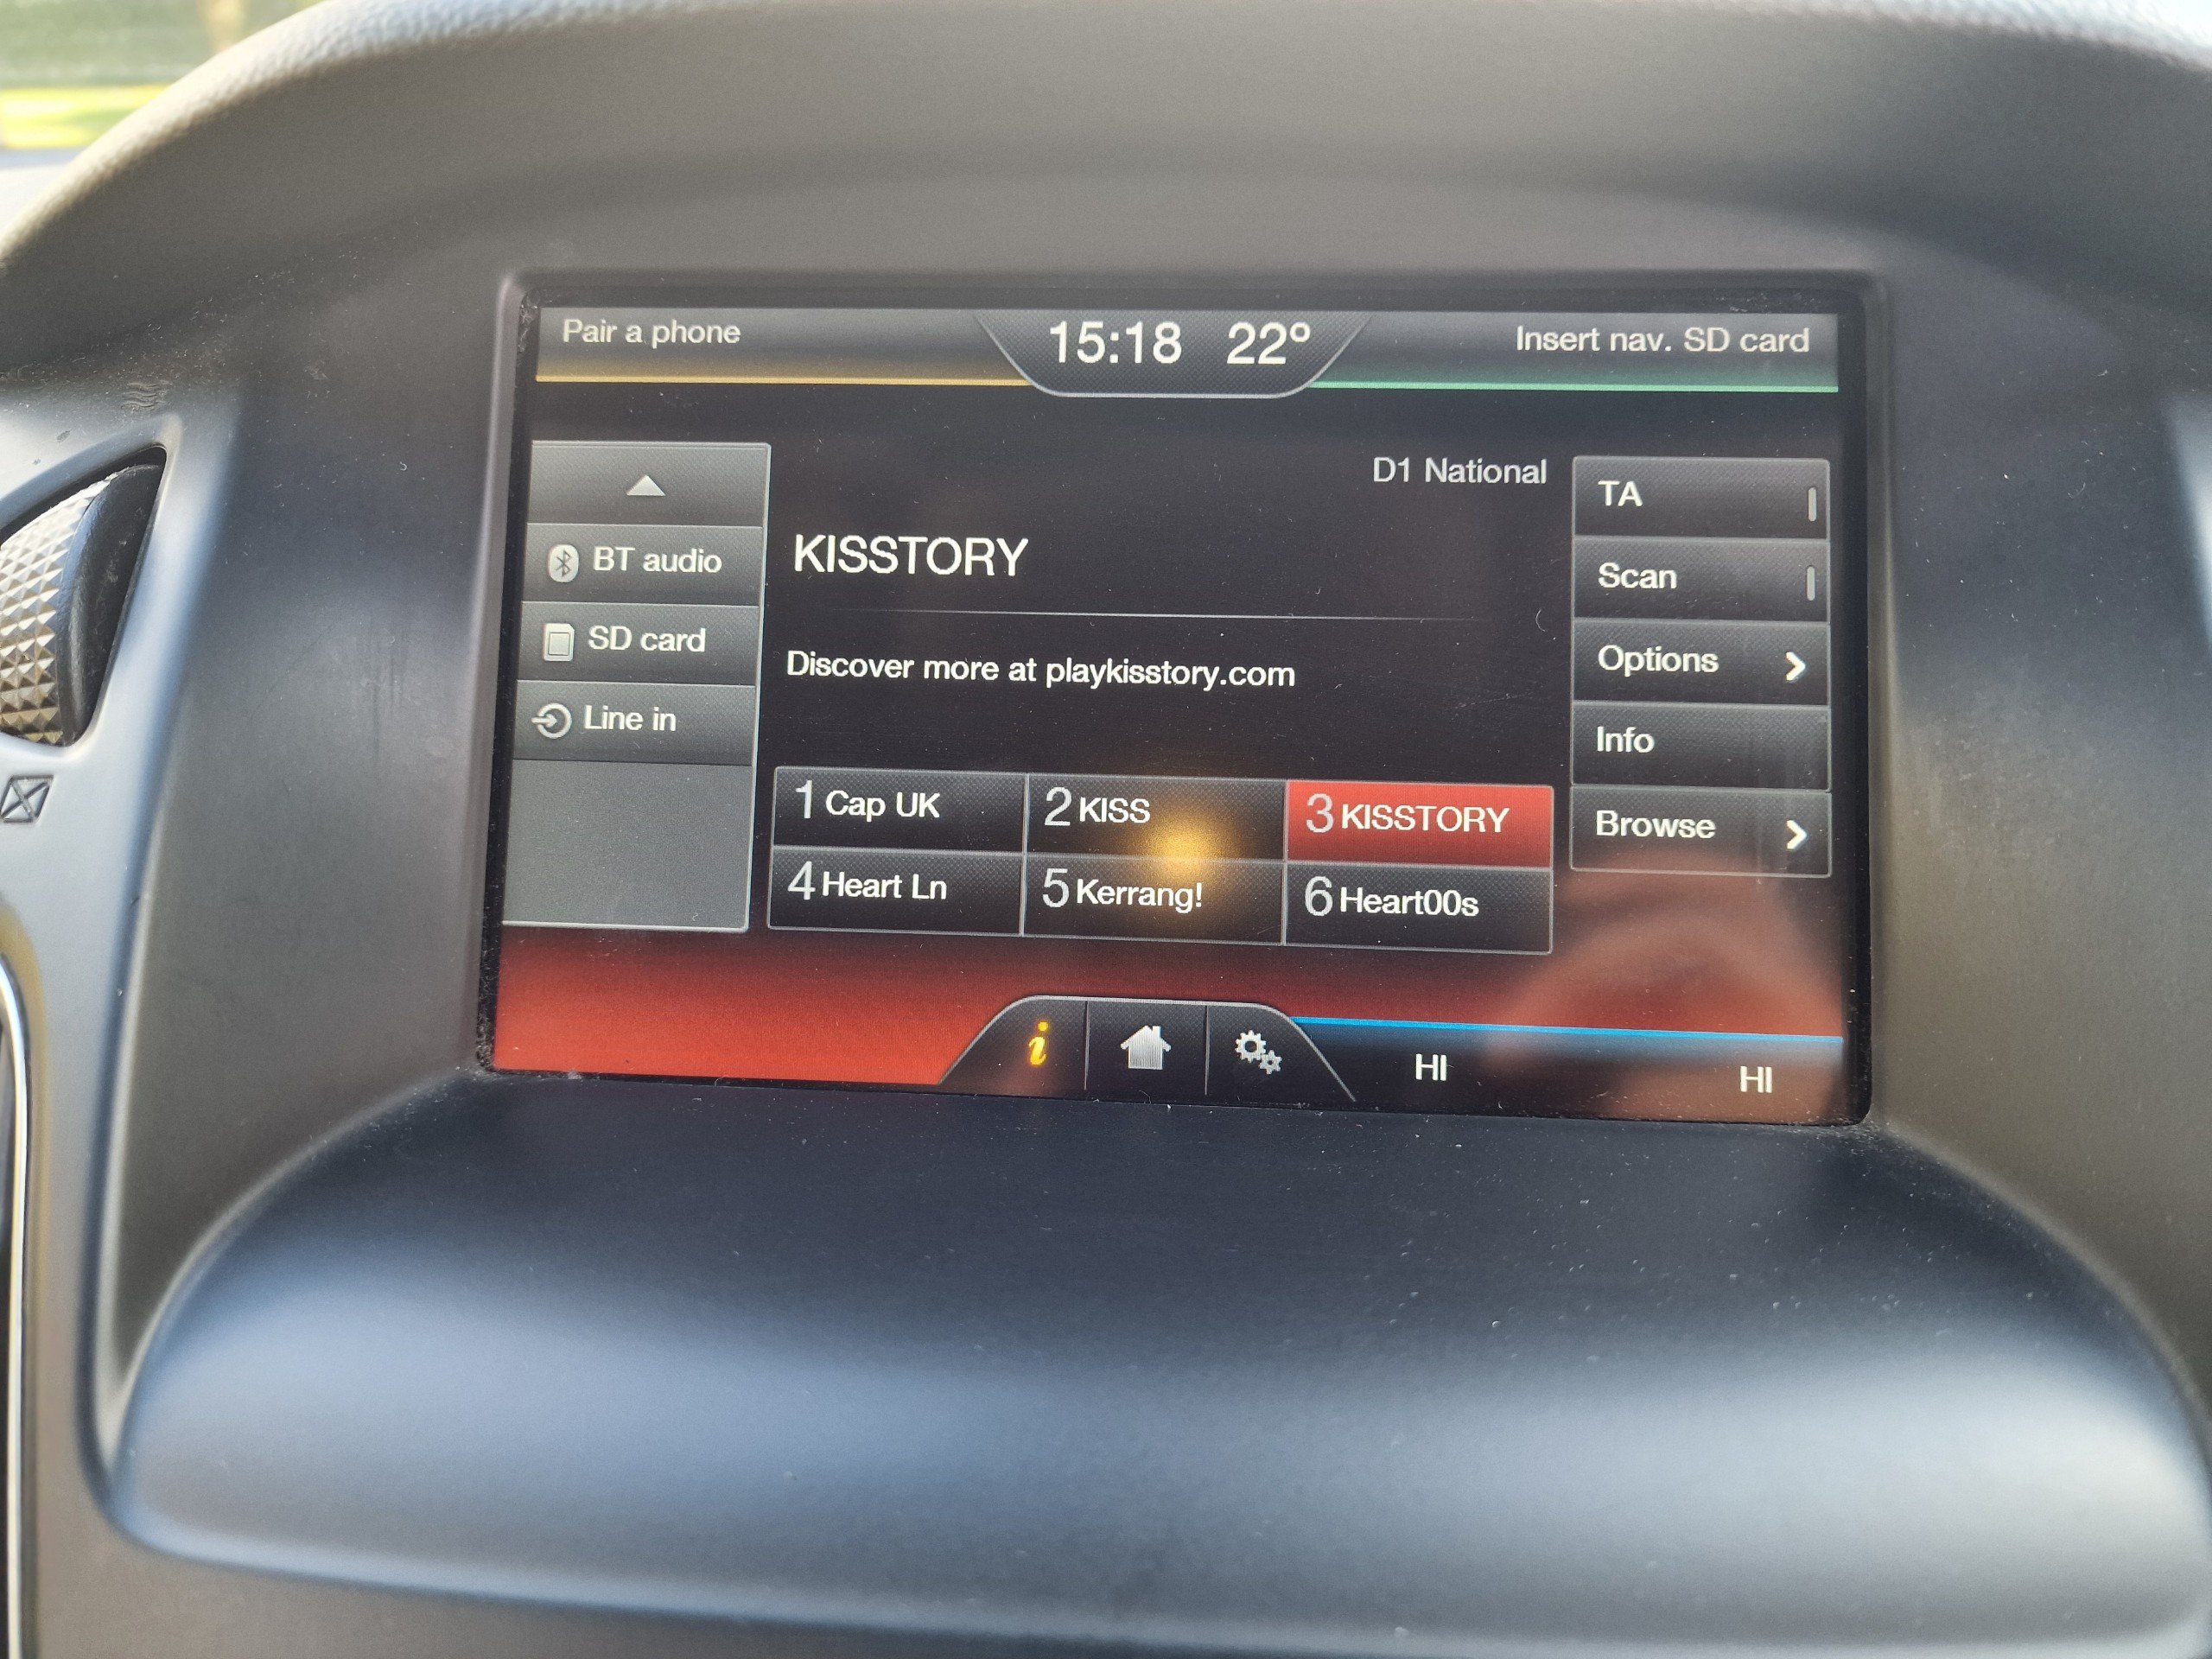 Pair a phone
15:18 22°
Insert nav. SD card
D1 National
BT audio
SD card
Line in
KISSTORY
Discover more at playkisstory.com
1 Cap UK
2 KISS
3 KISSTORY
4 Heart Ln
5 Kerrang!
6 Heart00s
TA
Scan
Options
Info
Browse
i
HI
HI